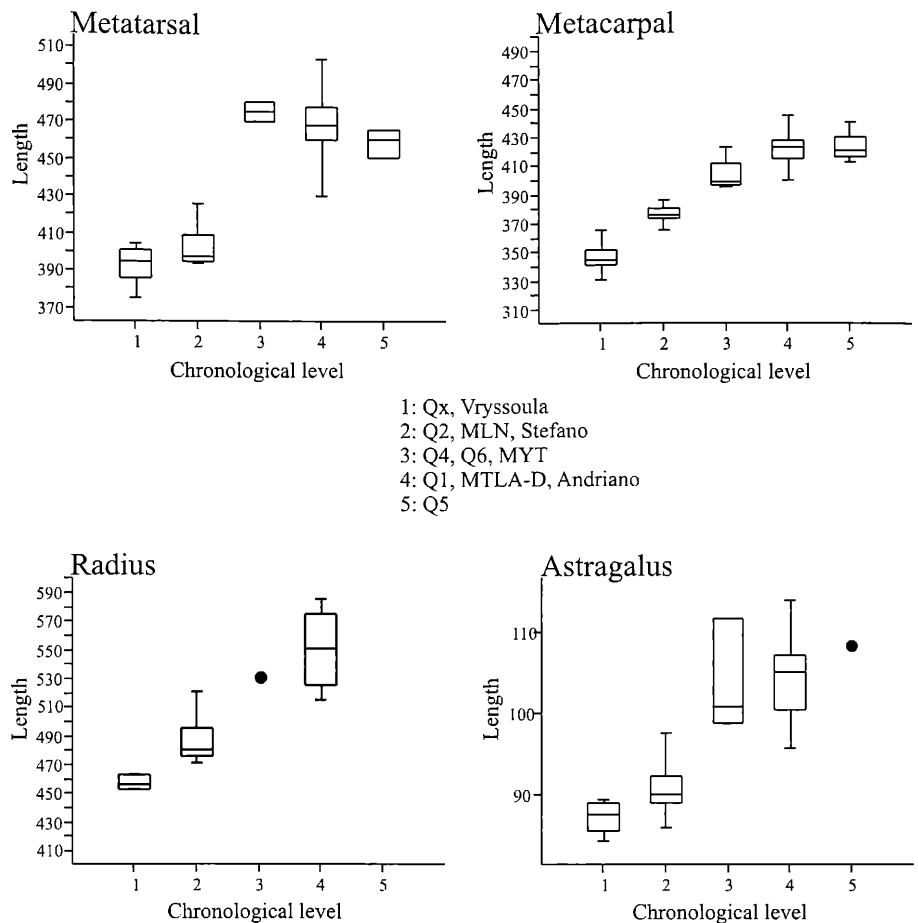 Metatarsal
510
490
470
450
430
410
390
370
Length
1 2 3 4 5
Chronological level
Metacarpal
490
470
450
430
410
390
370
350
330
310
Length
1 2 3 4 5
Chronological level
1: Qx, Vryssoula
2: Q2, MLN, Stefano
3: Q4, Q6, MYT
4: Q1, MTLA-D, Andriano
5: Q5
Radius
590
570
550
530
510
490
470
450
430
410
Length
1 2 3 4 5
Chronological level
Astragalus
110
100
90
Length
1 2 3 4 5
Chronological level